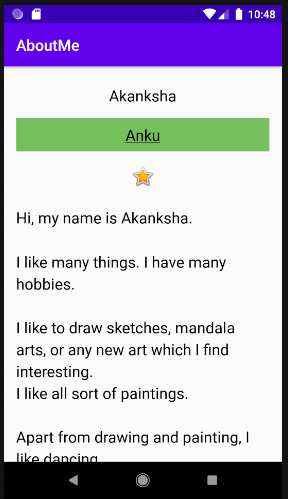 10:48
AboutMe
Akanksha
Anku
Hi, my name is Akanksha.
I like many things. I have many
hobbies.
I like to draw sketches, mandala
arts, or any new art which I find
interesting.
I like all sort of paintings.
Apart from drawing and painting, I
like dancing